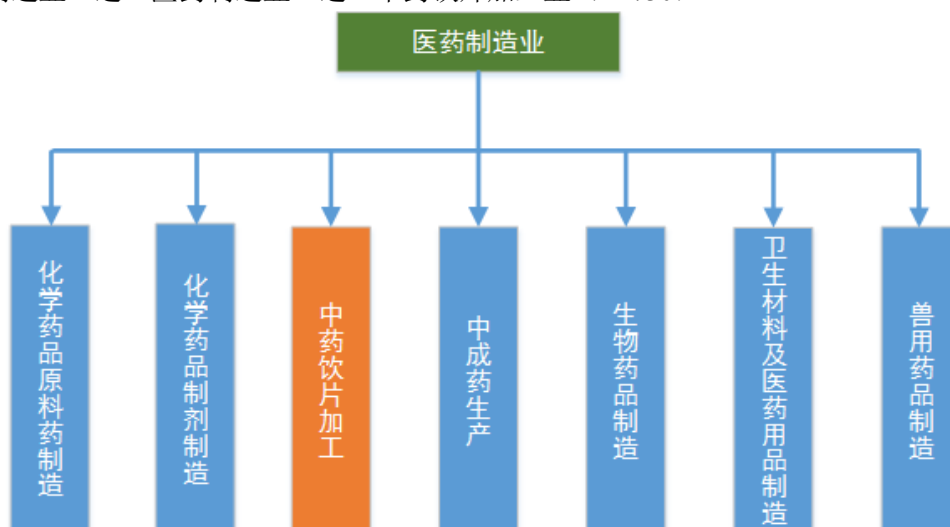 医药制造业
化学药品原料药制造
化学药品制剂制造
中药饮片加工
中成药生产
生物药品制造
卫生材料及医药用品制造
兽用药品制造